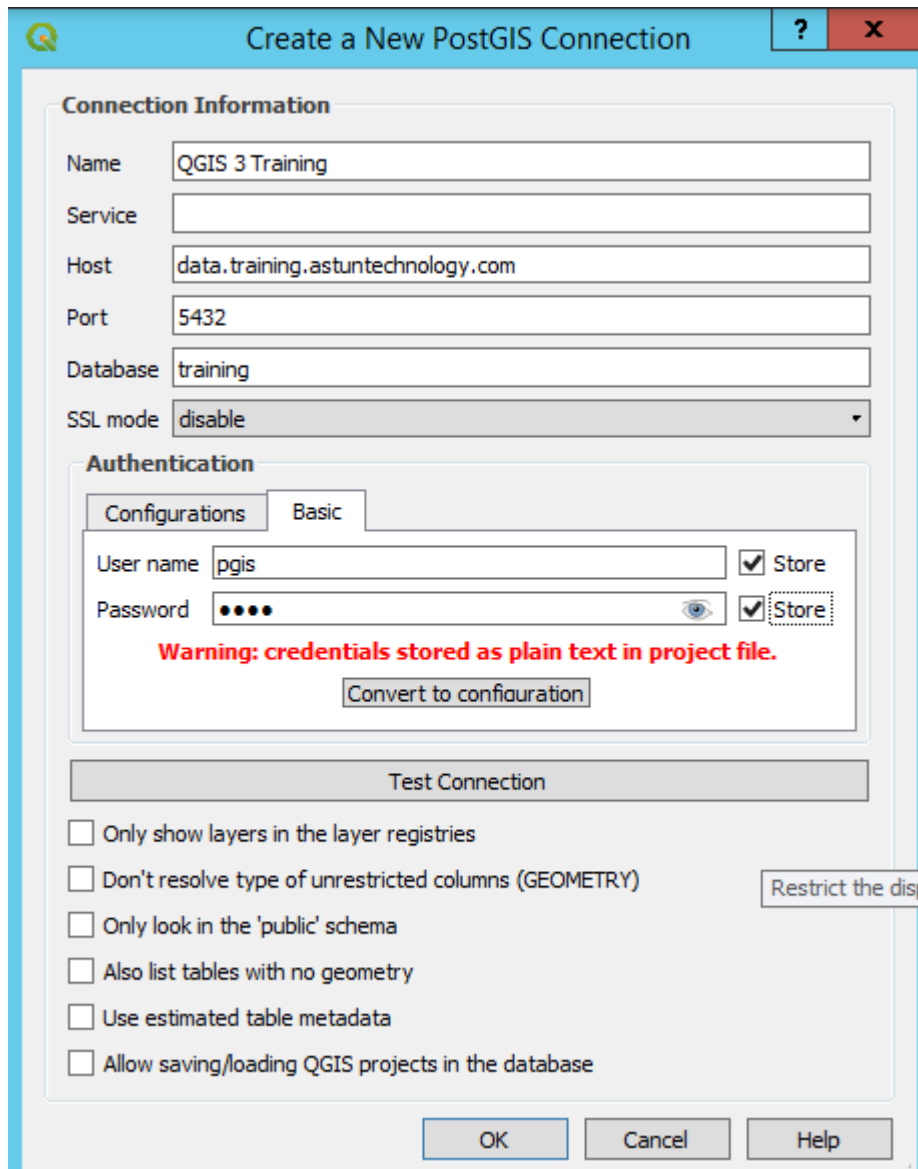 Create a New PostGIS Connection
? x
Connection Information
Name QGIS 3 Training
Service
Host data.training.astuntechnology.com
Port 5432
Database training
SSL mode disable
Authentication
Configurations Basic
User name pgis Store
Password •••• Store
Warning: credentials stored as plain text in project file.
Convert to configuration
Test Connection
Only show layers in the layer registries
Don't resolve type of unrestricted columns (GEOMETRY)
Restrict the dis
Only look in the 'public' schema
Also list tables with no geometry
Use estimated table metadata
Allow saving/loading QGIS projects in the database
OK Cancel Help